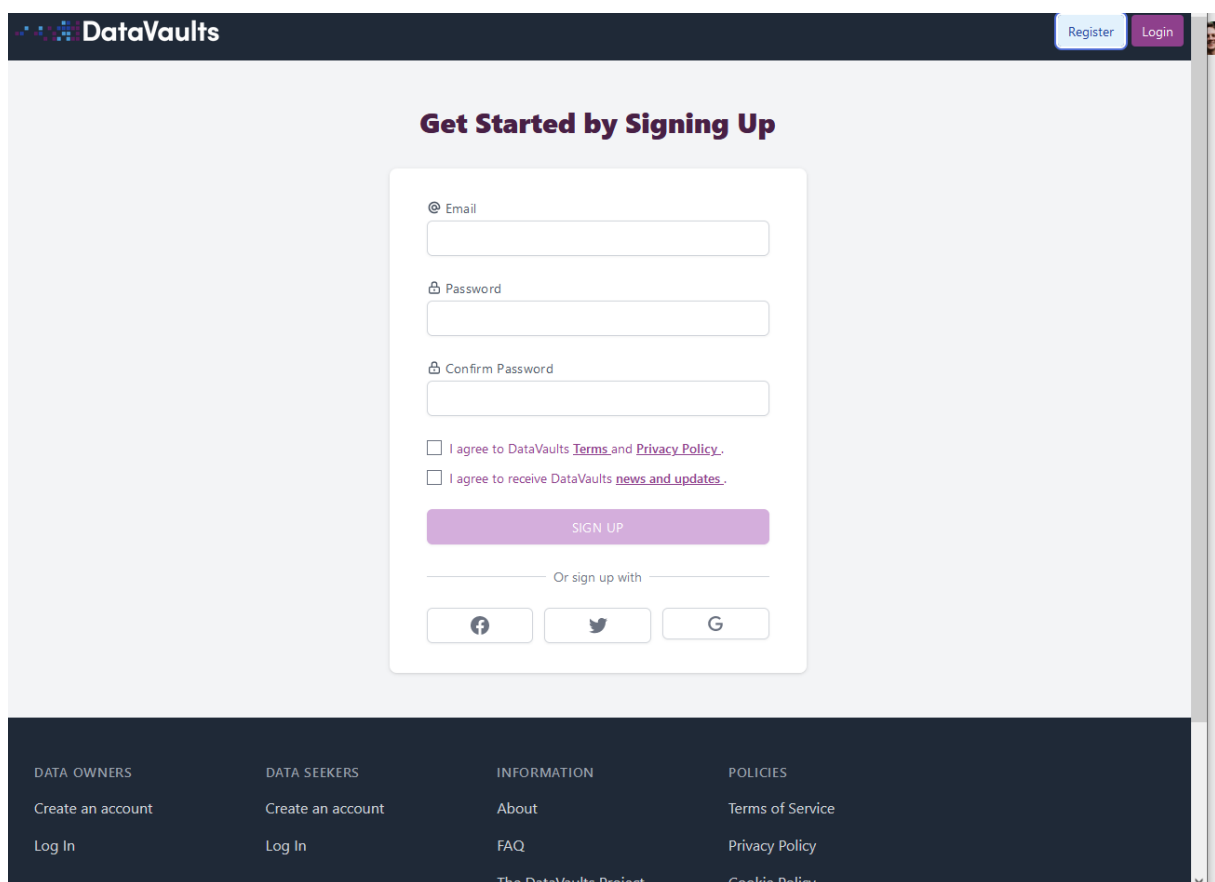 DataVaults
Register
Login
Get Started by Signing Up
Email
Password
Confirm Password
I agree to DataVaults Terms and Privacy Policy .
I agree to receive DataVaults news and updates .
SIGN UP
Or sign up with
DATA OWNERS
DATA SEEKERS
INFORMATION
POLICIES
Create an account
Create an account
About
Terms of Service
Log In
Log In
FAQ
Privacy Policy
The DataVaults Project
Cookie Policy